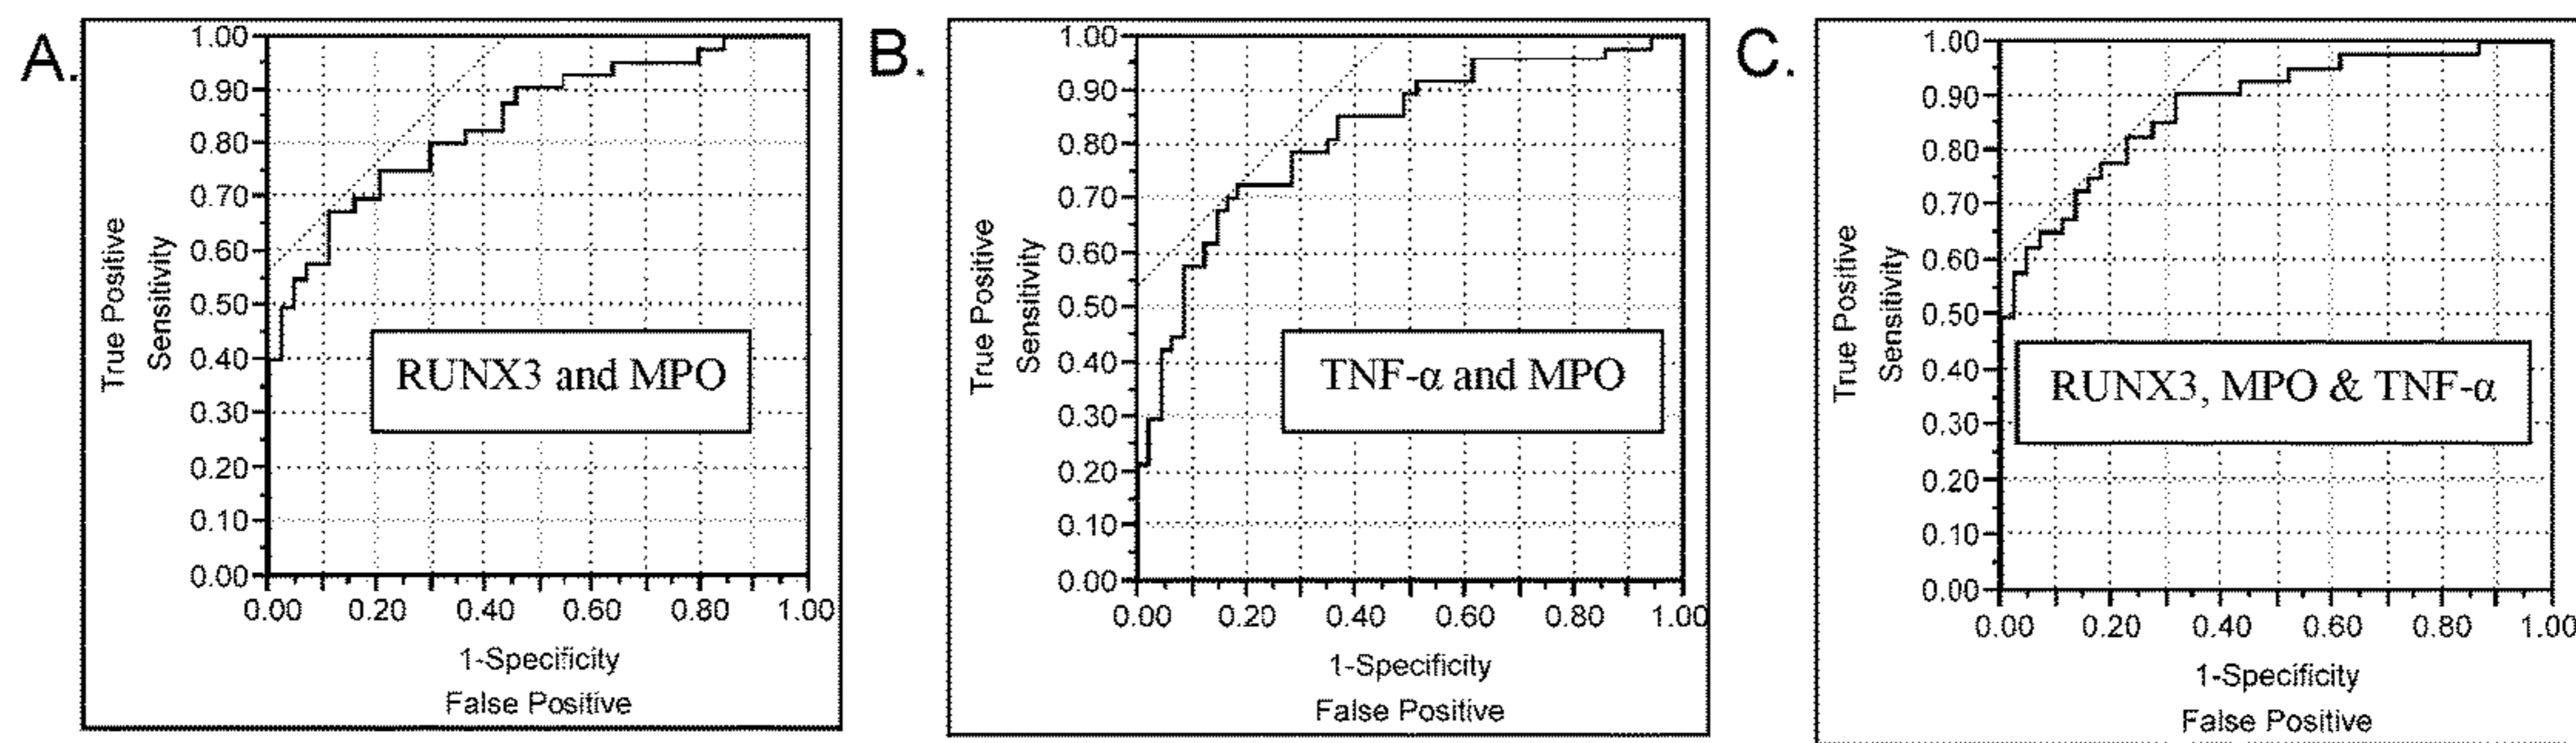 A.
1.00
0.90
0.80
0.70
0.60
0.50
0.40
0.30
0.20
0.10
0.00
True Positive
Sensitivity
RUNX3 and MPO
0.00 0.20 0.40 0.60 0.80 1.00
1-Specificity
False Positive
B.
1.00
0.90
0.80
0.70
0.60
0.50
0.40
0.30
0.20
0.10
0.00
True Positive
Sensitivity
TNF-α and MPO
0.00 0.20 0.40 0.60 0.80 1.00
1-Specificity
False Positive
C.
1.00
0.90
0.80
0.70
0.60
0.50
0.40
0.30
0.20
0.10
0.00
True Positive
Sensitivity
RUNX3, MPO & TNF-α
0.00 0.20 0.40 0.60 0.80 1.00
1-Specificity
False Positive